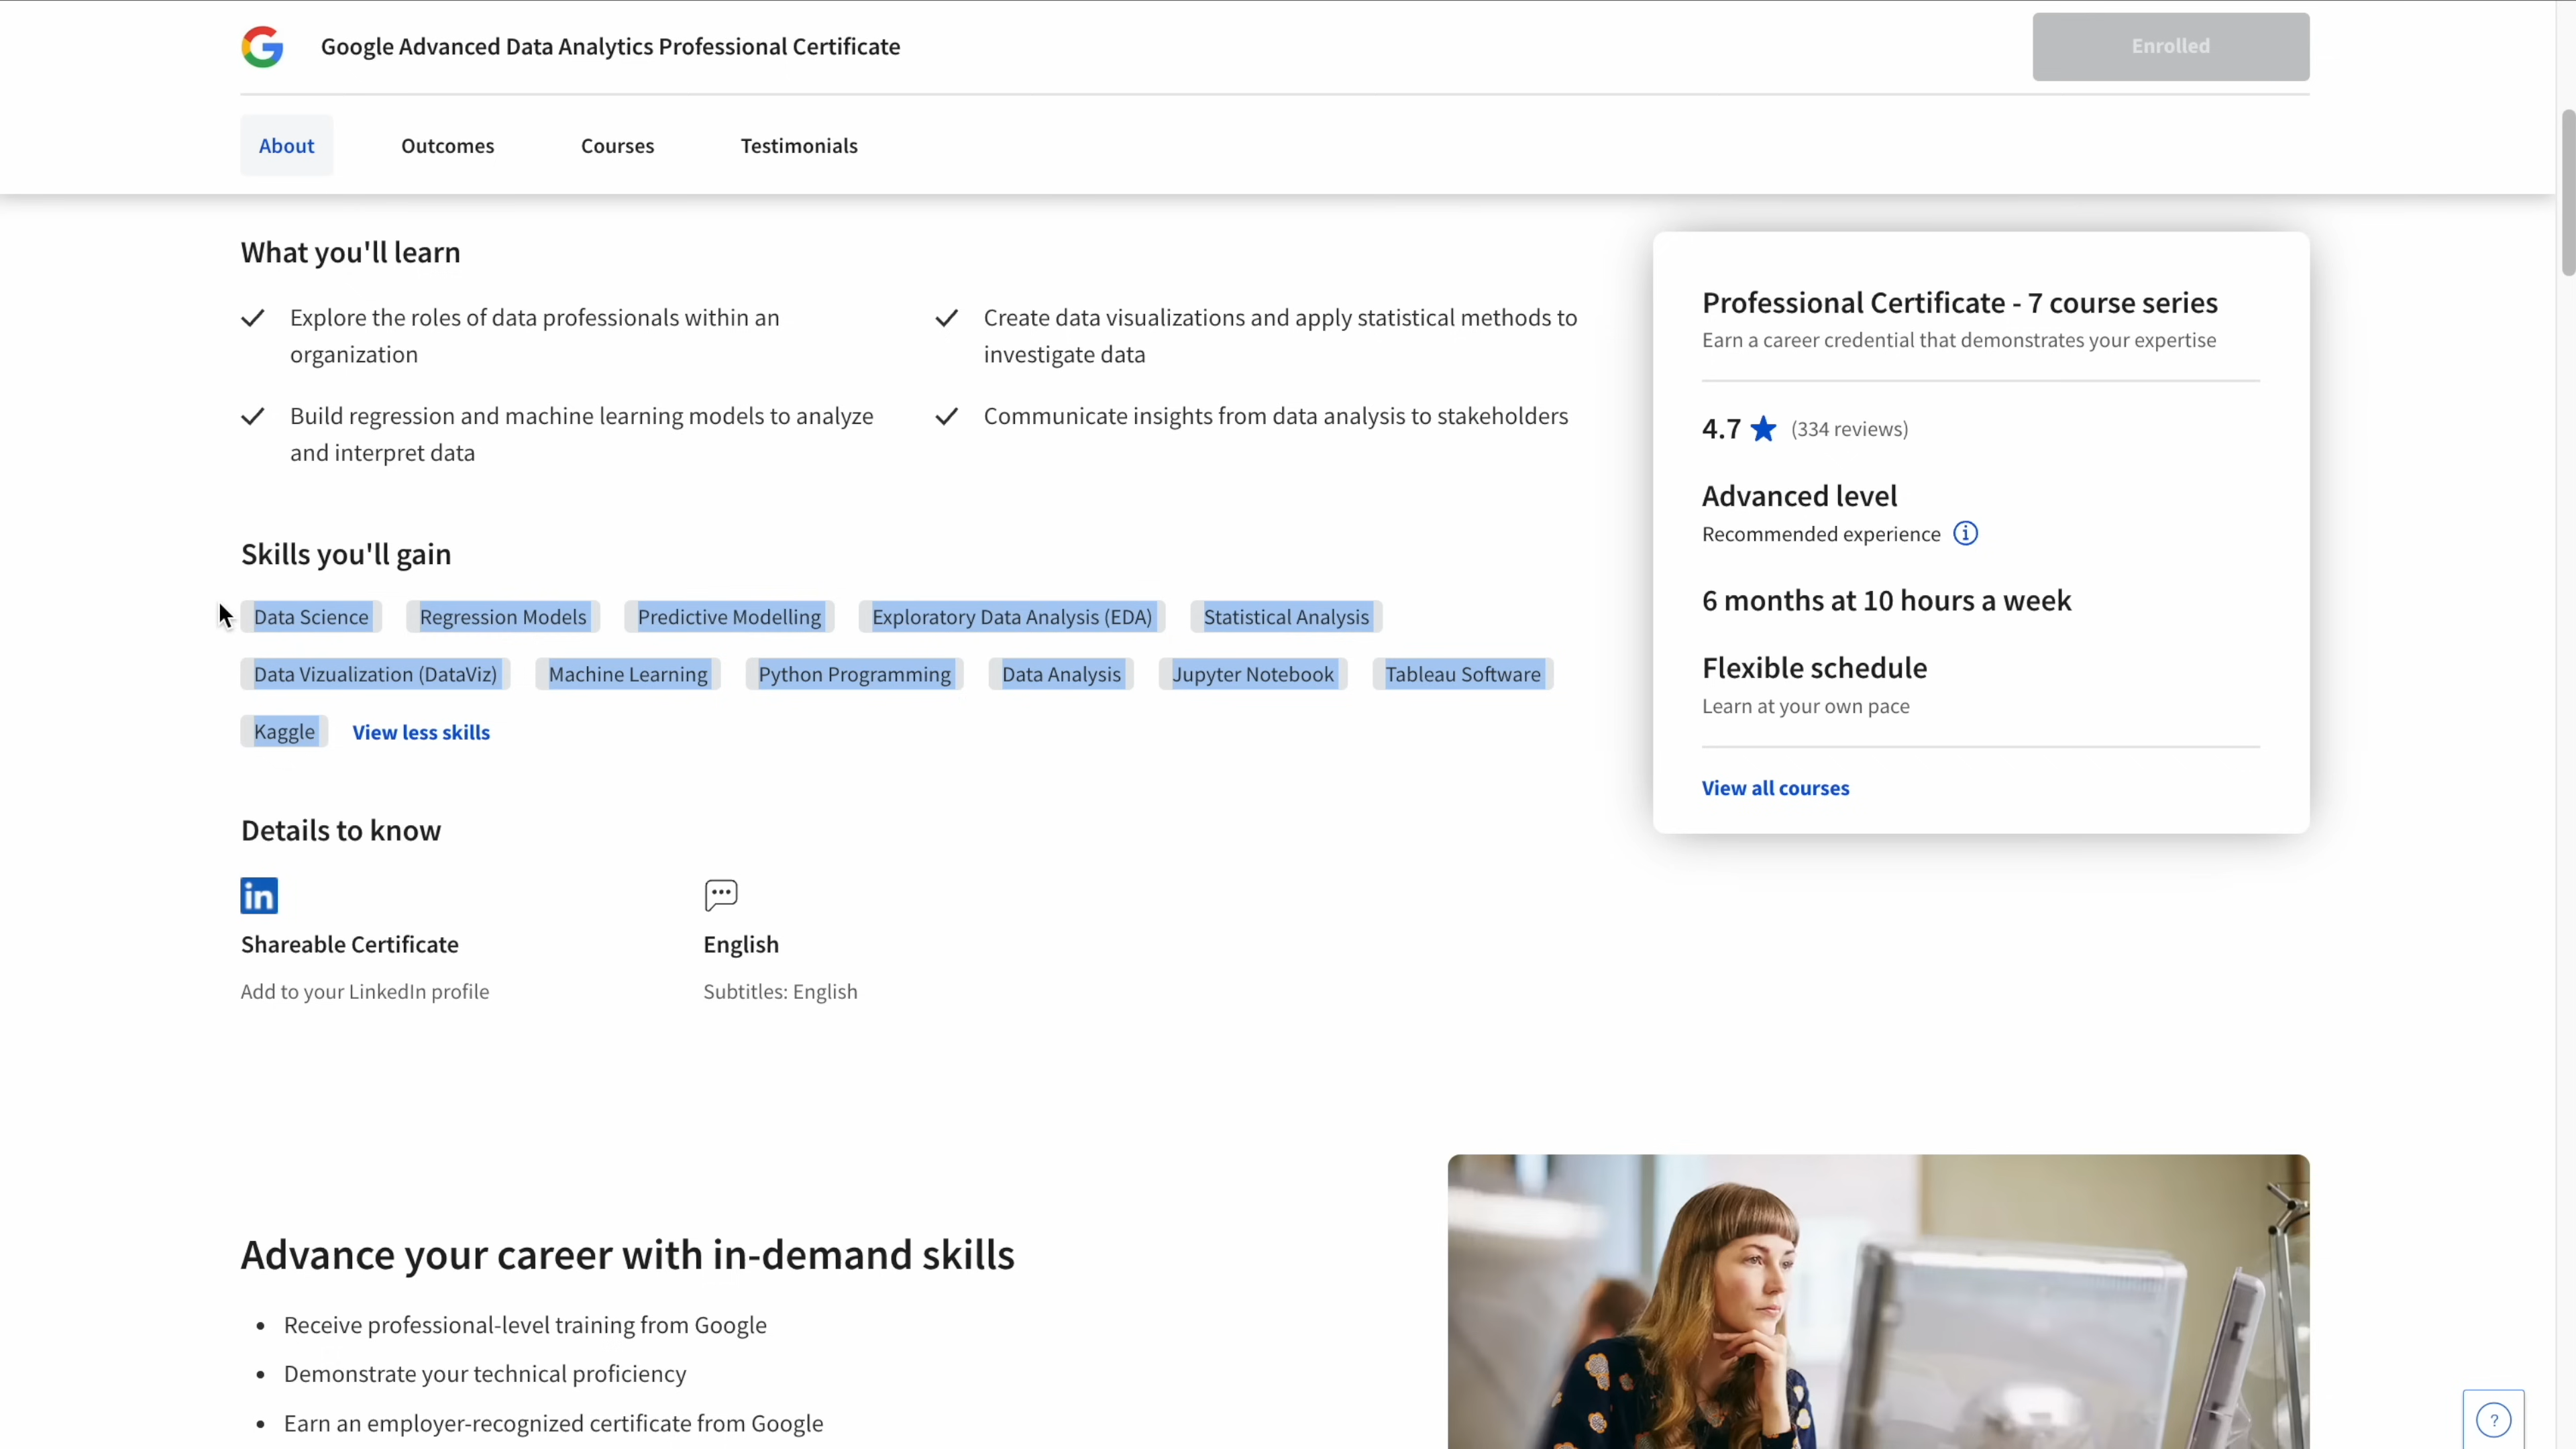 Google Advanced Data Analytics Professional Certificate
Enrolled
About
Outcomes
Courses
Testimonials
What you'll learn
Explore the roles of data professionals within an
organization
Create data visualizations and apply statistical methods to
investigate data
Build regression and machine learning models to analyze
and interpret data
Communicate insights from data analysis to stakeholders
Skills you'll gain
Data Science
Regression Models
Predictive Modelling
Exploratory Data Analysis (EDA)
Statistical Analysis
Data Vizualization (DataViz)
Machine Learning
Python Programming
Data Analysis
Jupyter Notebook
Tableau Software
Kaggle
View less skills
Details to know
in
Shareable Certificate
Add to your LinkedIn profile
English
Subtitles: English
Professional Certificate - 7 course series
Earn a career credential that demonstrates your expertise
4.7 ★ (334 reviews)
Advanced level
Recommended experience
6 months at 10 hours a week
Flexible schedule
Learn at your own pace
View all courses
Advance your career with in-demand skills
• Receive professional-level training from Google
• Demonstrate your technical proficiency
• Earn an employer-recognized certificate from Google
?